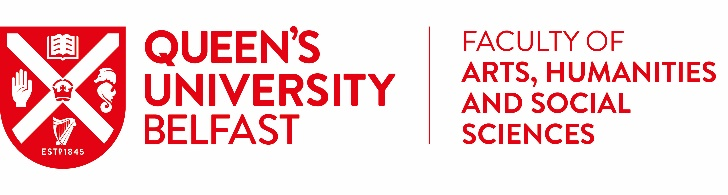 QUEEN'S
UNIVERSITY
BELFAST
ESTD 1845
FACULTY OF
ARTS, HUMANITIES
AND SOCIAL
SCIENCES